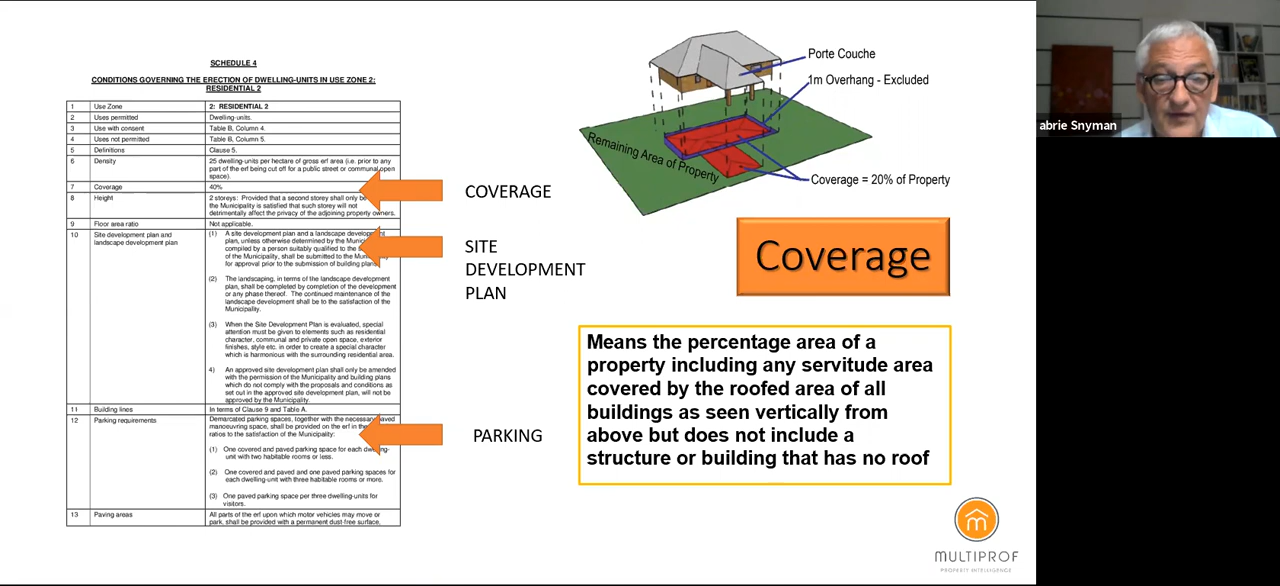 SCHEDULE 4
CONDITIONS GOVERNING THE ERECTION OF DWELLING-UNITS IN USE ZONE 2:
RESIDENTIAL 2
1 Use Zone 2: RESIDENTIAL 2
2 Uses permitted Dwelling-units.
3 Use with consent Table B, Column 4.
4 Uses not permitted Table B, Column 5.
5 Definitions Clause 5.
6 Density 25 dwelling-units per hectare of gross erf area (i.e. prior to any
part of the erf being cut off for a public street or communal open
space).
7 Coverage 40%
8 Height 2 storeys: Provided that a second storey shall only be
the Municipality is satisfied that such storey will not
detrimentally affect the privacy of the adjoining property owners.
9 Floor area ratio Not applicable.
10 Site development plan and
landscape development plan
(1) A site development plan and a landscape development
plan, unless otherwise determined by the
compiled by a person suitably qualified to the
of the Municipality, shall be submitted to the
for approval prior to the submission of building plans.
(2) The landscaping, in terms of the landscape development
plan, shall be completed by completion of the development
or any phase thereof. The continued maintenance of the
landscape development shall be to the satisfaction of the
Municipality.
(3) When the Site Development Plan is evaluated, special
attention must be given to elements such as residential
character, communal and private open space, exterior
finishes, style etc. in order to create a special character
which is harmonious with the surrounding residential area.
4) An approved site development plan shall only be amended
with the permission of the Municipality and building plans
which do not comply with the proposals and conditions as
set out in the approved site development plan, will not be
approved by the Municipality.
11 Building lines In terms of Clause 9 and Table A.
12 Parking requirements Demarcated parking spaces, together with the necessary paved
manoeuvring space, shall be provided on the erf in the
ratios to the satisfaction of the Municipality:
(1) One covered and paved parking space for each dwelling-
unit with two habitable rooms or less.
(2) One covered and paved and one paved parking spaces for
each dwelling-unit with three habitable rooms or more.
(3) One paved parking space per three dwelling-units for
visitors.
13 Paving areas All parts of the erf upon which motor vehicles may move or
park, shall be provided with a permanent dust-free surface,
COVERAGE
SITE
DEVELOPMENT
PLAN
PARKING
Porte Couche
1m Overhang - Excluded
Remaining Area of Property
Coverage = 20% of Property
Coverage
Means the percentage area of a
property including any servitude area
covered by the roofed area of all
buildings as seen vertically from
above but does not include a
structure or building that has no roof
MULTIPROF
PROPERTY INTELLIGENCE
abrie Snyman